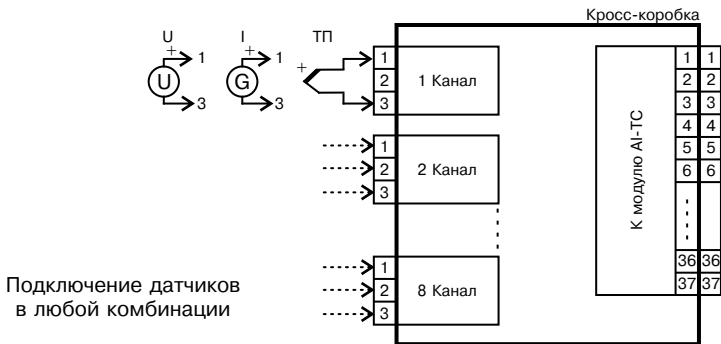 Кросс-коробка
U I ТП
+ 1 + 1 +
U G
3 3
1
2
3
1 Канал
1
2
3
2 Канал
1
2
3
8 Канал
К модулю AI-TC
1 1
2 2
3 3
4 4
5 5
6 6
36 36
37 37
Подключение датчиков
в любой комбинации